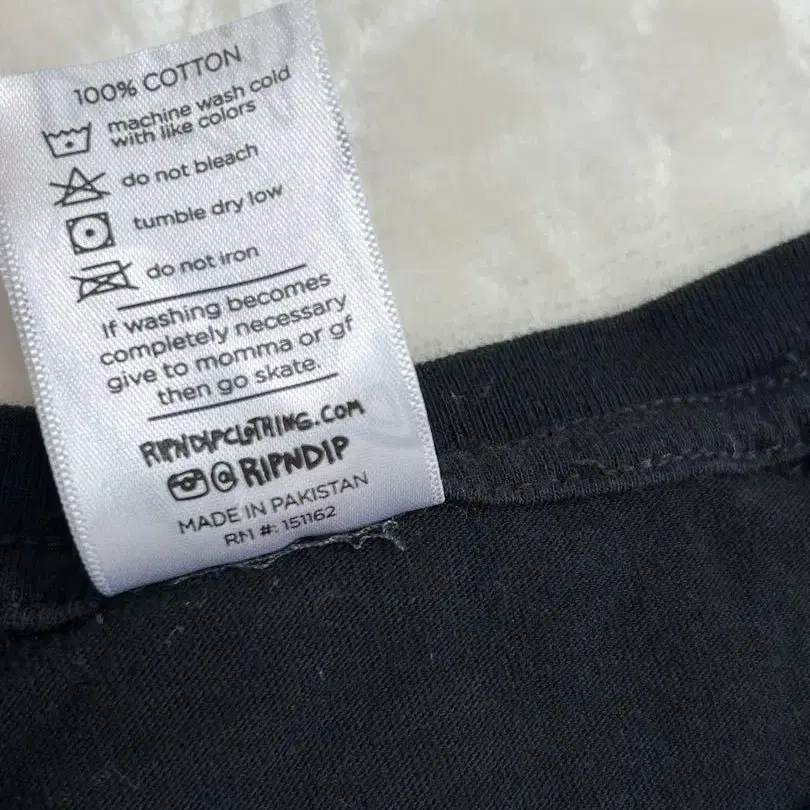 100% COTTON
machine wash cold
with like colors
do not bleach
tumble dry low
do not iron
If washing becomes
completely necessary
give to momma or gf
then go skate.
RIPNDIPCLOTHING.COM
@RIPNDIP
MADE IN PAKISTAN
RN #: 151162